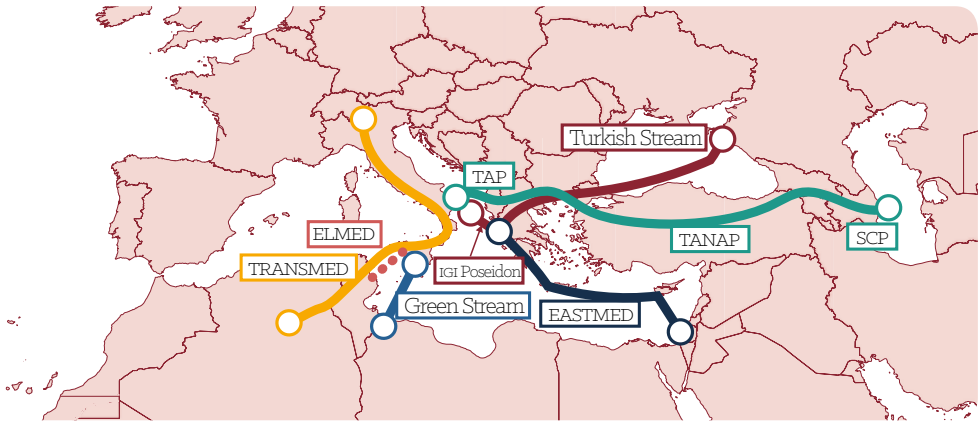 Turkish Stream
TAP
ELMED
TANAP
SCP
TRANSMED
IGI Poseidon
Green Stream
EASTMED